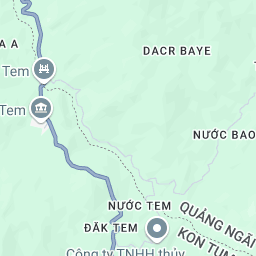 A A
DACR BAYE
Tem
Tem
NƯỚC BAO
NƯỚC TEM
QUẢNG NGÃI
KON TUM
ĐĂK TEM
Công ty TNHH thủy